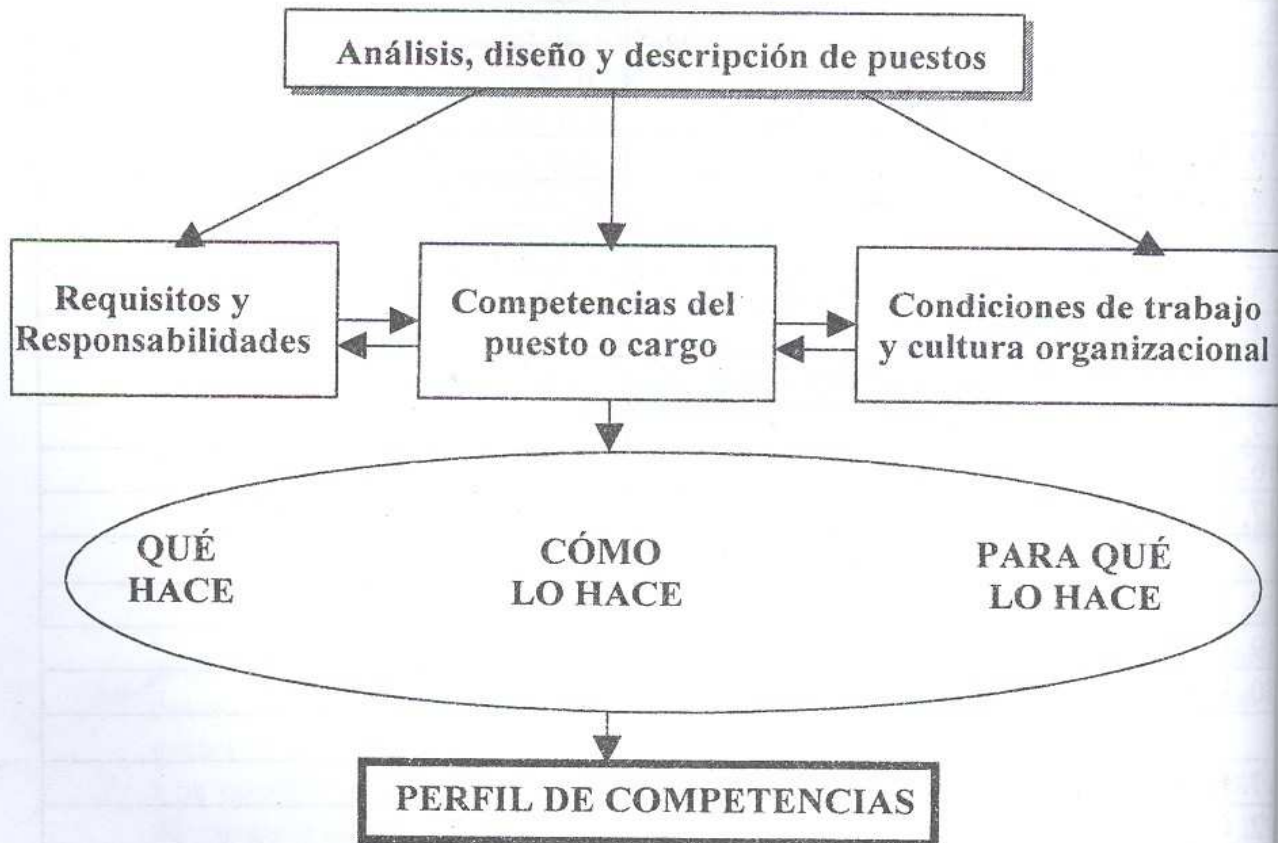 Análisis, diseño y descripción de puestos
Requisitos y
Responsabilidades
Competencias del
puesto o cargo
Condiciones de trabajo
y cultura organizacional
QUÉ
HACE
CÓMO
LO HACE
PARA QUÉ
LO HACE
PERFIL DE COMPETENCIAS